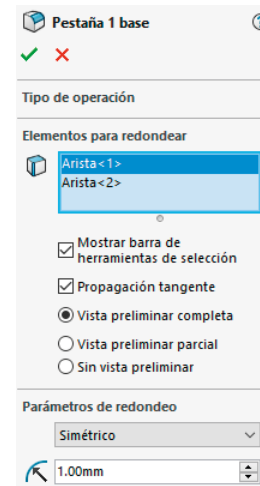 Pestaña 1 base
Tipo de operación
Elementos para redondear
Arista<1>
Arista<2>
Mostrar barra de
herramientas de selección
Propagación tangente
Vista preliminar completa
Vista preliminar parcial
Sin vista preliminar
Parámetros de redondeo
Simétrico
1.00mm